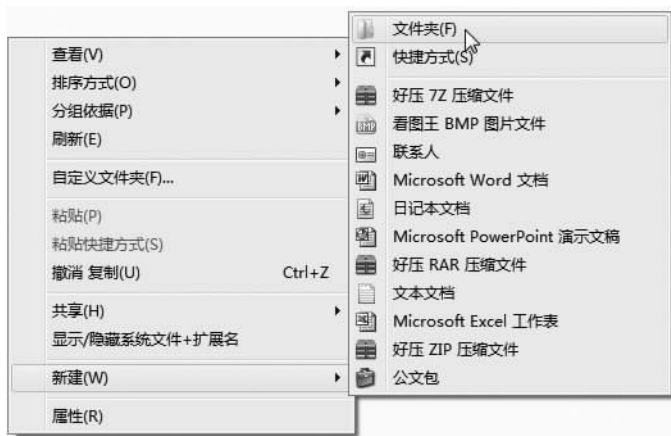 查看(V)
排序方式(O)
分组依据(P)
刷新(E)
自定义文件夹(F)...
粘贴(P)
粘贴快捷方式(S)
撤消 复制(U) Ctrl+Z
共享(H)
显示/隐藏系统文件+扩展名
新建(W)
属性(R)
文件夹(F)
快捷方式(S)
好压 7Z 压缩文件
看图王 BMP 图片文件
联系人
Microsoft Word 文档
日记本文档
Microsoft PowerPoint 演示文稿
好压 RAR 压缩文件
文本文档
Microsoft Excel 工作表
好压 ZIP 压缩文件
公文包